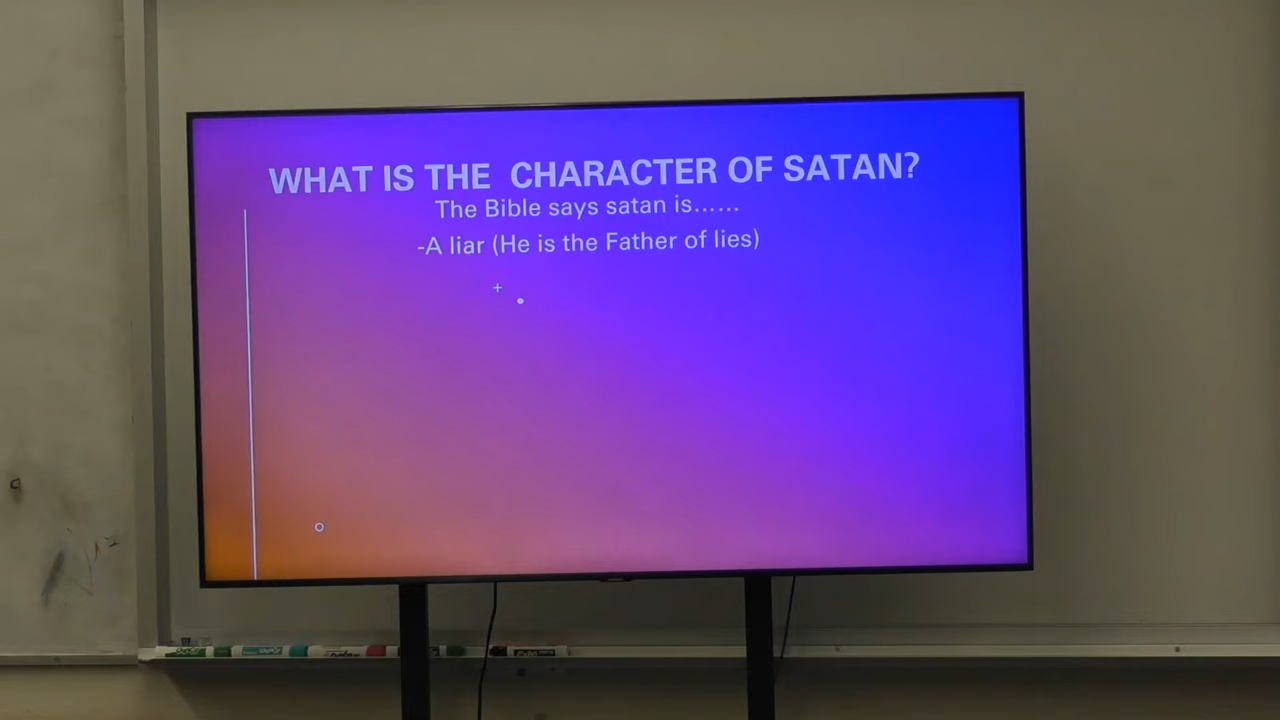 WHAT IS THE CHARACTER OF SATAN?
The Bible says satan is......
-A liar (He is the Father of lies)